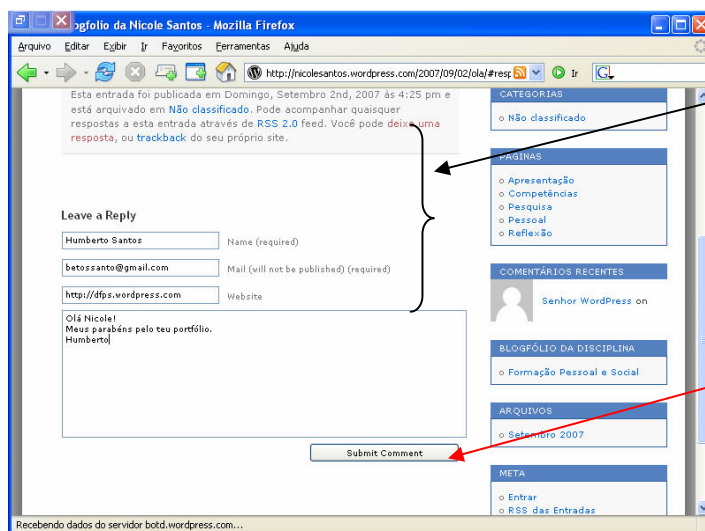 ogfolio da Nicole Santos - Mozilla Firefox
Arquivo Editar Exibir Ir Favoritos Ferramentas Ajuda
http://nicolesantos.wordpress.com/2007/09/02/ola/#resp
Ir
Esta entrada foi publicada em Domingo, Setembro 2nd, 2007 às 4:25 pm e
está arquivado em Não classificado. Pode acompanhar quaisquer
respostas a esta entrada através de RSS 2.0 feed. Você pode deixe uma
resposta, ou trackback do seu próprio site.
Leave a Reply
Humberto Santos Name (required)
betossanto@gmail.com Mail (will not be published) (required)
http://dfps.wordpress.com Website
Olá Nicole!
Meus parabéns pelo teu portfólio.
Humberto
Submit Comment
CATEGORIAS
Não classificado
PÁGINAS
Apresentação
Competências
Pesquisa
Pessoal
Reflexão
COMENTÁRIOS RECENTES
Senhor WordPress on
BLOGFÓLIO DA DISCIPLINA
Formação Pessoal e Social
ARQUIVOS
Setembro 2007
META
Entrar
RSS das Entradas
Recebendo dados do servidor botd.wordpress.com...